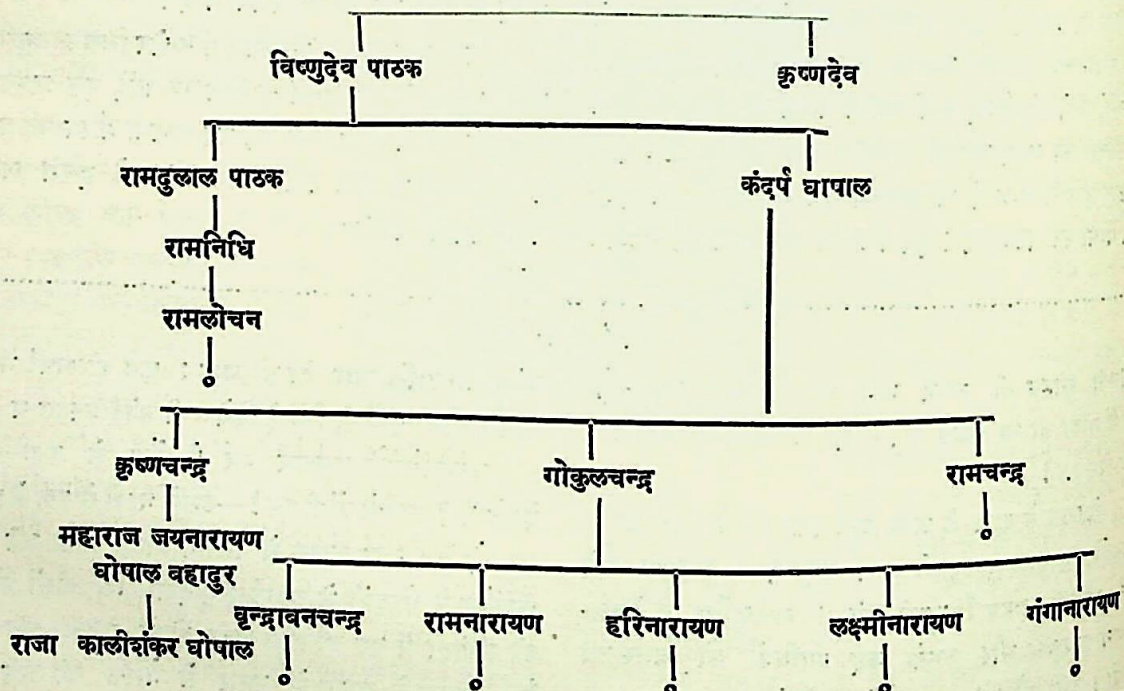 विष्णुदेव पाठक कृष्णदेव
रामदुलाल पाठक कंदर्प घापाल
रामनिधि
रामलोचन
कृष्णचन्द्र गोकुलचन्द्र रामचन्द्र
महाराज जयनारायण
घोपाल वहादुर
वृन्द्रावनचन्द्र रामनारायण हरिनारायण लक्ष्मीनारायण गंगानारायण
राजा कालीशंकर घोपाल